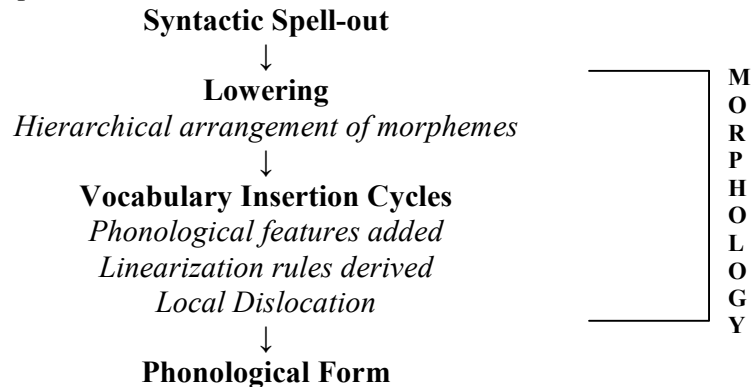 Syntactic Spell-out
↓
Lowering
Hierarchical arrangement of morphemes
↓
Vocabulary Insertion Cycles
Phonological features added
Linearization rules derived
Local Dislocation
↓
Phonological Form
M
O
R
P
H
O
L
O
G
Y